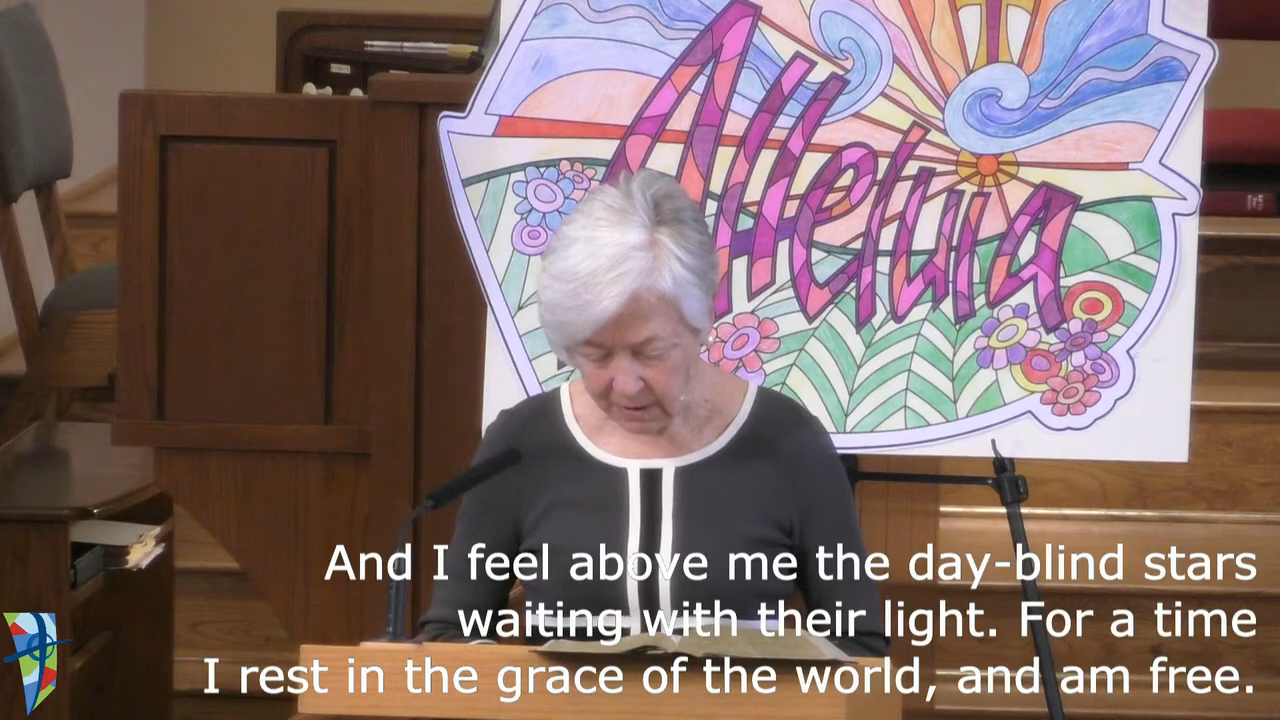 Alleluia
And I feel above me the day-blind stars
waiting with their light. For a time
I rest in the grace of the world, and am free.